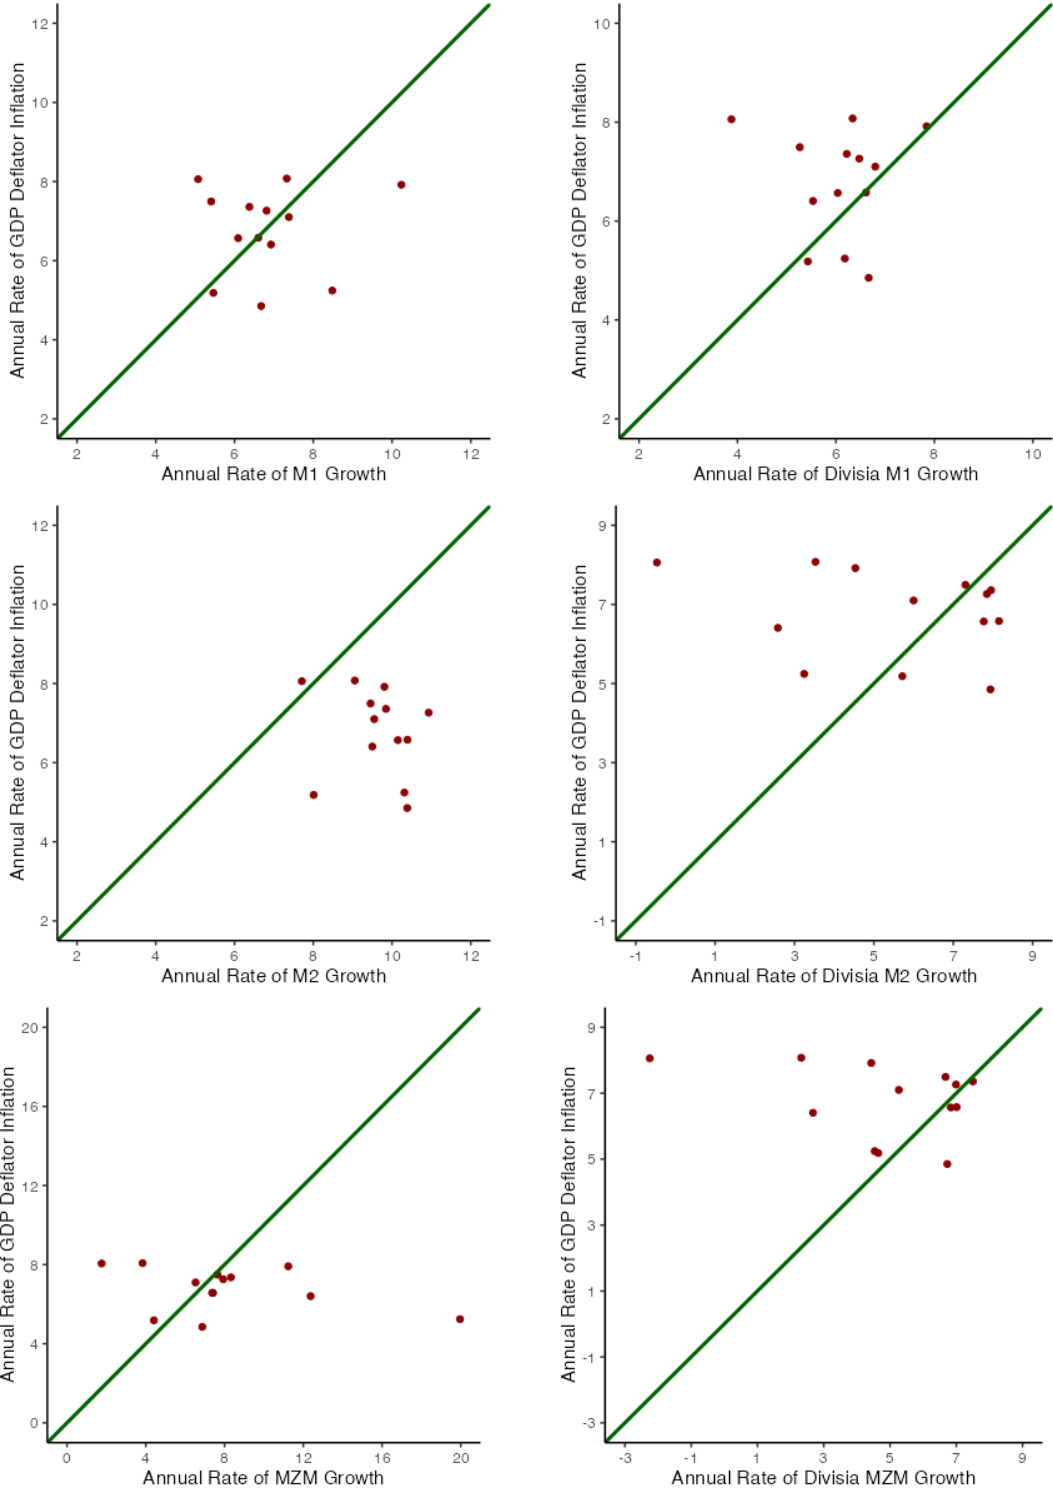 12
10
8
6
4
2
Annual Rate of GDP Deflator Inflation
2 4 6 8 10 12
Annual Rate of M1 Growth
10
8
6
4
2
Annual Rate of GDP Deflator Inflation
2 4 6 8 10
Annual Rate of Divisia M1 Growth
12
10
8
6
4
2
Annual Rate of GDP Deflator Inflation
2 4 6 8 10 12
Annual Rate of M2 Growth
9
7
5
3
1
-1
Annual Rate of GDP Deflator Inflation
-1 1 3 5 7 9
Annual Rate of Divisia M2 Growth
20
16
12
8
4
0
Annual Rate of GDP Deflator Inflation
0 4 8 12 16 20
Annual Rate of MZM Growth
9
7
5
3
1
-1
-3
Annual Rate of GDP Deflator Inflation
-3 -1 1 3 5 7 9
Annual Rate of Divisia MZM Growth